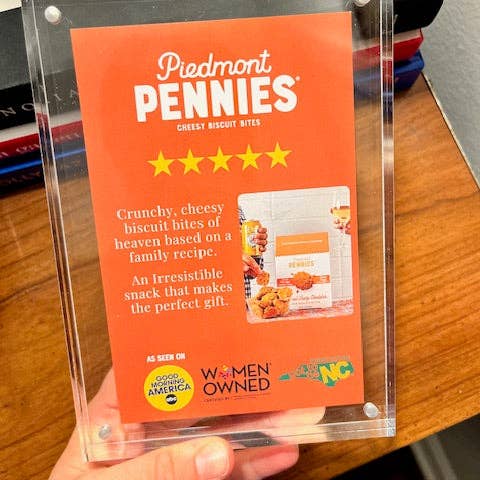 Piedmont
PENNIES®
CHEESY BISCUIT BITES
Crunchy, cheesy
biscuit bites of
heaven based on a
family recipe.
An Irresistible
snack that makes
the perfect gift.
PENNIES
AS SEEN ON
GOOD
MORNING
AMERICA
abc
WOMEN
OWNED
NC